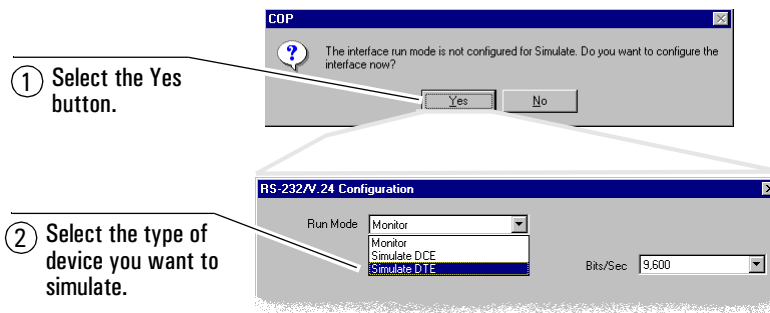 COP
The interface run mode is not configured for Simulate. Do you want to configure the
interface now?
1 Select the Yes
button.
Yes
No
RS-232/V.24 Configuration
Run Mode
Monitor
Monitor
Simulate DCE
Simulate DTE
Bits/Sec
9,600
2 Select the type of
device you want to
simulate.